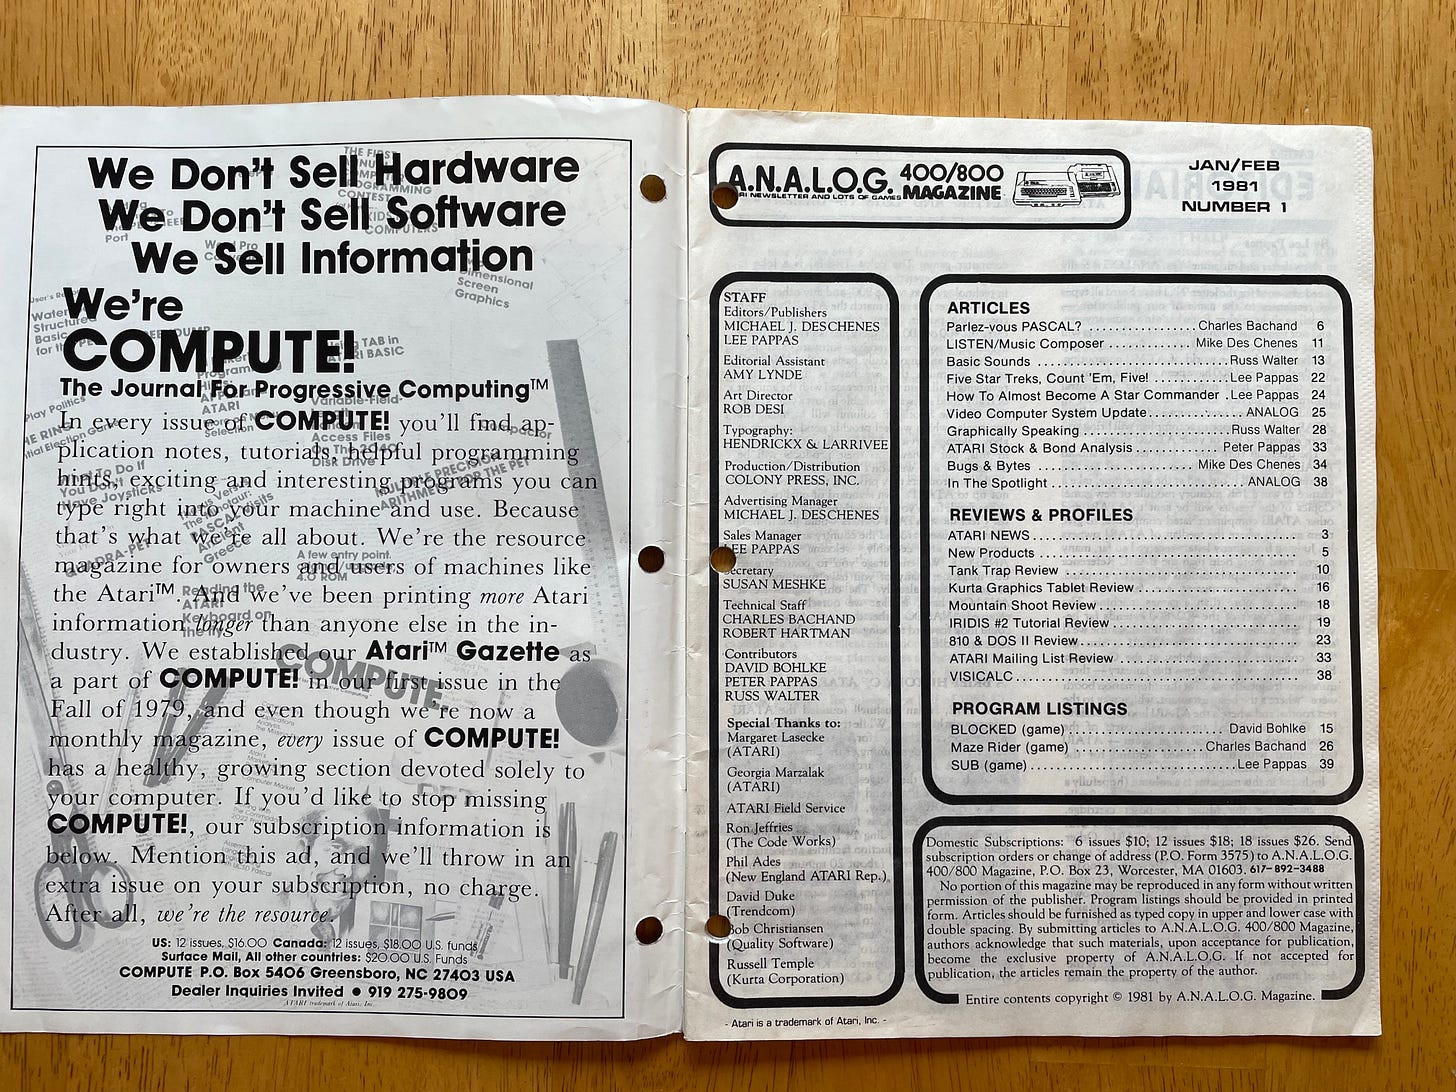 We Don't Sell Hardware
We Don't Sell Software
We Sell Information
We're
COMPUTE!
The Journal For Progressive Computing™
In every issue of COMPUTE! you'll find ap-
plication notes, tutorials, helpful programming
hints, exciting and interesting programs you can
type right into your machine and use. Because
that's what we're all about. We're the resource
magazine for owners and users of machines like
the Atari™. And we've been printing more Atari
information longer than anyone else in the in-
dustry. We established our Atari™ Gazette as
a part of COMPUTE! in our first issue in the
Fall of 1979, and even though we're now a
monthly magazine, every issue of COMPUTE!
has a healthy, growing section devoted solely to
your computer. If you'd like to stop missing
COMPUTE!, our subscription information is
below. Mention this ad, and we'll throw in an
extra issue on your subscription, no charge.
After all, we're the resource.
US: 12 issues, $16.00 Canada: 12 issues, $18.00 U.S. funds
Surface Mail, All other countries: $20.00 U.S. Funds
COMPUTE P.O. Box 5406 Greensboro, NC 27403 USA
Dealer Inquiries Invited • 919 275-9809
ATARI trademark of Atari, Inc.
A.N.A.L.O.G. 400/800
MAGAZINE
NEWSLETTER AND LOTS OF GAMES
JAN/FEB
1981
NUMBER 1
STAFF
Editors/Publishers
MICHAEL J. DESCHENES
LEE PAPPAS
Editorial Assistant
AMY LYNDE
Art Director
ROB DESI
Typography:
HENDRICKX & LARRIVEE
Production/Distribution
COLONY PRESS, INC.
Advertising Manager
MICHAEL J. DESCHENES
Sales Manager
LEE PAPPAS
Secretary
SUSAN MESHKE
Technical Staff
CHARLES BACHAND
ROBERT HARTMAN
Contributors
DAVID BOHLKE
PETER PAPPAS
RUSS WALTER
Special Thanks to:
Margaret Lasecke
(ATARI)
Georgia Marzalak
(ATARI)
ATARI Field Service
Ron Jeffries
(The Code Works)
Phil Ades
(New England ATARI Rep.)
David Duke
(Trendcom)
Bob Christiansen
(Quality Software)
Russell Temple
(Kurta Corporation)
- Atari is a trademark of Atari, Inc. -
ARTICLES
Parlez-vous PASCAL? ................. Charles Bachand 6
LISTEN/Music Composer ............. Mike Des Chenes 11
Basic Sounds ............................. Russ Walter 13
Five Star Treks, Count 'Em, Five! ............ Lee Pappas 22
How To Almost Become A Star Commander . Lee Pappas 24
Video Computer System Update .............. ANALOG 25
Graphically Speaking ...................... Russ Walter 28
ATARI Stock & Bond Analysis ............. Peter Pappas 33
Bugs & Bytes ....................... Mike Des Chenes 34
In The Spotlight ............................. ANALOG 38
REVIEWS & PROFILES
ATARI NEWS ..................................... 3
New Products .................................... 5
Tank Trap Review ................................ 10
Kurta Graphics Tablet Review ...................... 16
Mountain Shoot Review ........................... 18
IRIDIS #2 Tutorial Review .......................... 19
810 & DOS II Review .............................. 23
ATARI Mailing List Review ......................... 33
VISICALC ........................................ 38
PROGRAM LISTINGS
BLOCKED (game) ........................ David Bohlke 15
Maze Rider (game) .................... Charles Bachand 26
SUB (game) .............................. Lee Pappas 39
Domestic Subscriptions: 6 issues $10; 12 issues $18; 18 issues $26. Send
subscription orders or change of address (P.O. Form 3575) to A.N.A.L.O.G.
400/800 Magazine, P.O. Box 23, Worcester, MA 01603. 617-892-3488
No portion of this magazine may be reproduced in any form without written
permission of the publisher. Program listings should be provided in printed
form. Articles should be furnished as typed copy in upper and lower case with
double spacing. By submitting articles to A.N.A.L.O.G. 400/800 Magazine,
authors acknowledge that such materials, upon acceptance for publication,
become the exclusive property of A.N.A.L.O.G. If not accepted for
publication, the articles remain the property of the author.
Entire contents copyright © 1981 by A.N.A.L.O.G. Magazine.